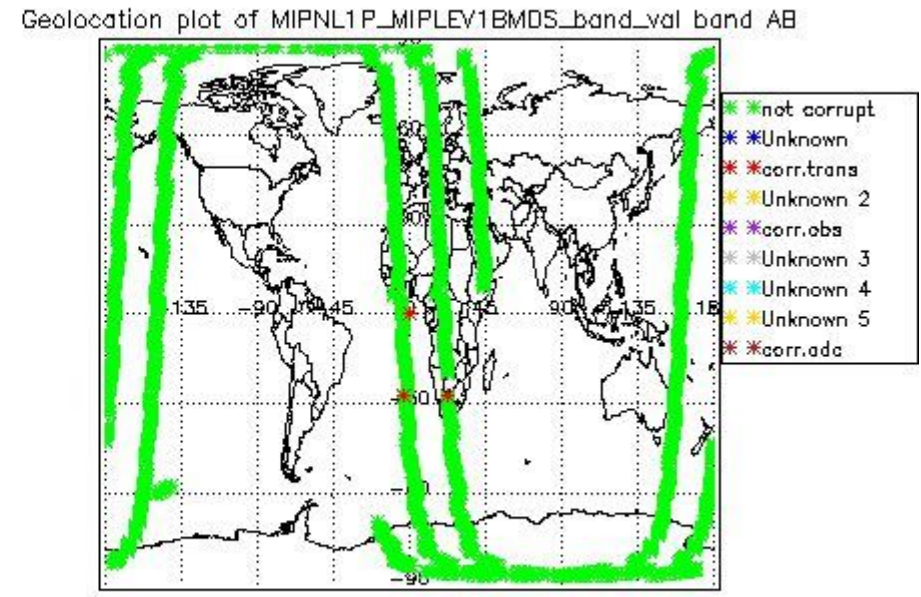 Geolocation plot of MIPNL1P_MIPLEV1BMDS_band_val band AB
not corrupt
Unknown
corr.trans
Unknown 2
corr.obs
Unknown 3
Unknown 4
Unknown 5
corr.adc
60
-135 -90 -45 45 90 135
-90